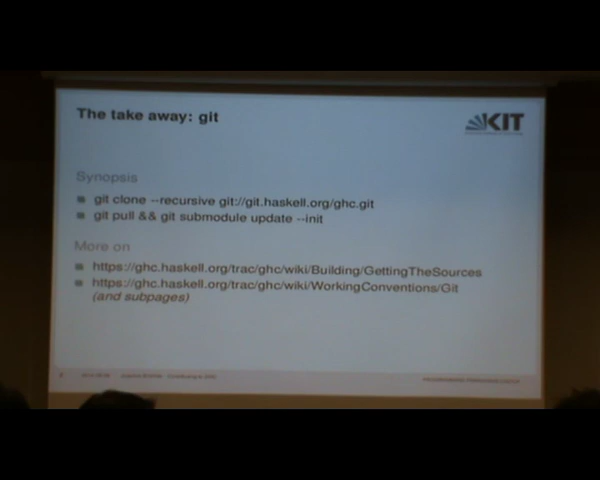 The take away: git
KIT
Synopsis
git clone --recursive git://git.haskell.org/ghc.git
git pull && git submodule update --init
More on
https://ghc.haskell.org/trac/ghc/wiki/Building/GettingTheSources
https://ghc.haskell.org/trac/ghc/wiki/WorkingConventions/Git
(and subpages)